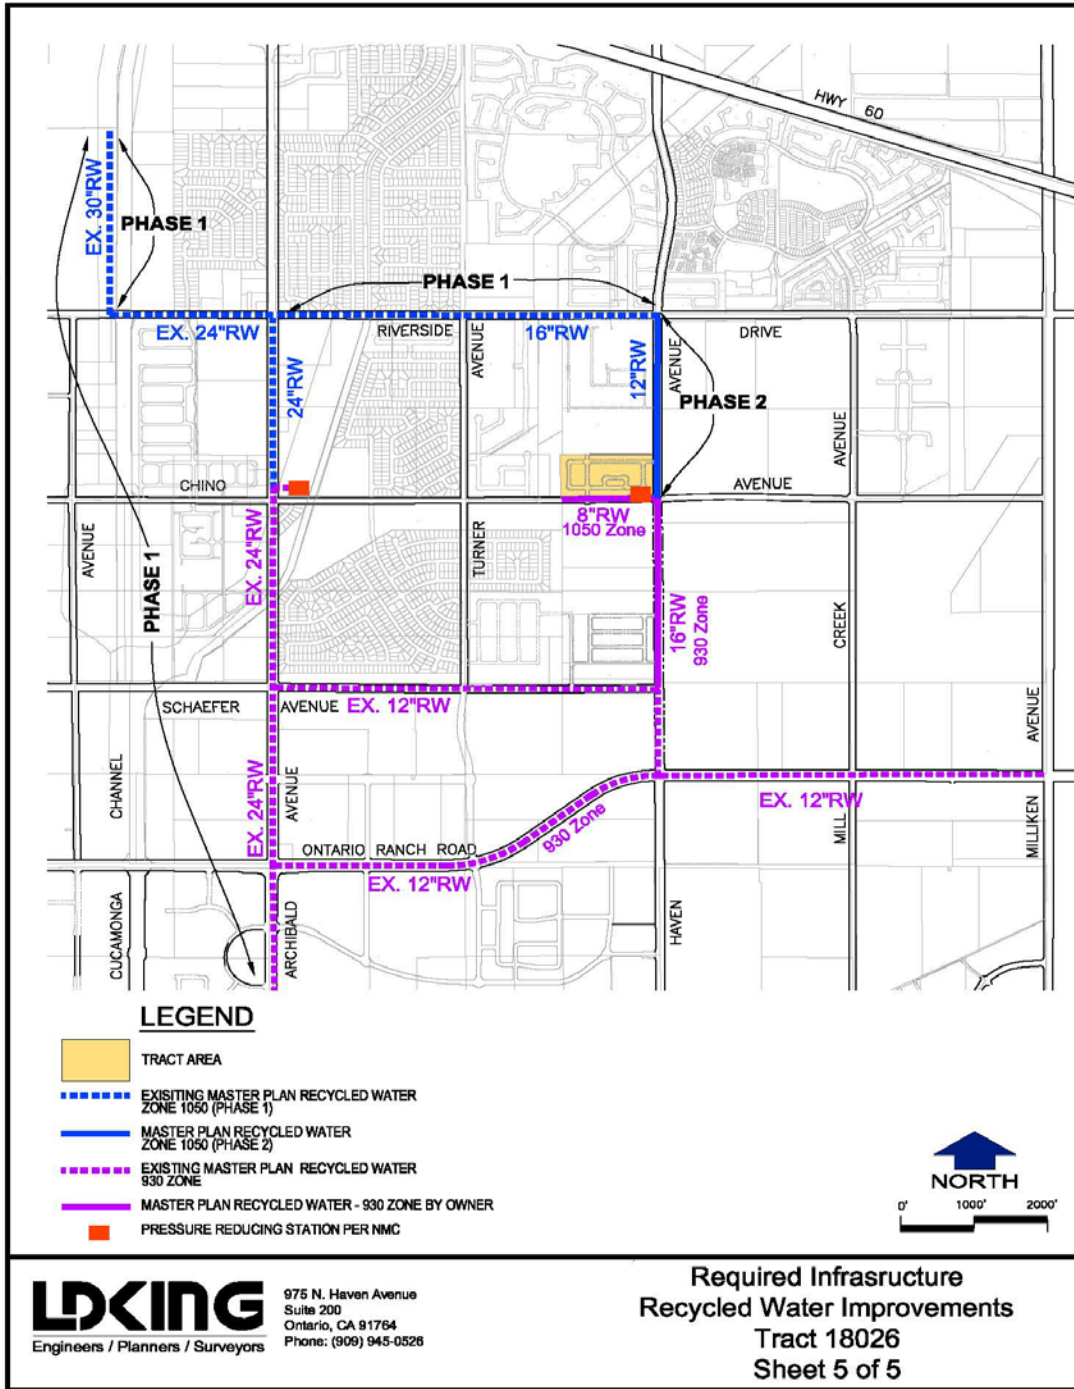 HWY 60
EX. 30"RW
PHASE 1
PHASE 1
EX. 24"RW
RIVERSIDE
AVENUE
16"RW
12"RW
AVENUE
DRIVE
24"RW
PHASE 2
AVENUE
CHINO
AVENUE
8"RW
1050 Zone
AVENUE
EX. 24"RW
TURNER
PHASE 1
16"RW
930 Zone
CREEK
SCHAEFER
AVENUE
EX. 12"RW
AVENUE
CHANNEL
EX. 24"RW
AVENUE
930 Zone
EX. 12"RW
MILL
MILLIKEN
ONTARIO RANCH ROAD
EX. 12"RW
CUCAMONGA
ARCHIBALD
HAVEN
LEGEND
TRACT AREA
EXISITING MASTER PLAN RECYCLED WATER
ZONE 1050 (PHASE 1)
MASTER PLAN RECYCLED WATER
ZONE 1050 (PHASE 2)
EXISTING MASTER PLAN RECYCLED WATER
930 ZONE
MASTER PLAN RECYCLED WATER - 930 ZONE BY OWNER
PRESSURE REDUCING STATION PER NMC
NORTH
0' 1000' 2000'
LDKING
Engineers / Planners / Surveyors
975 N. Haven Avenue
Suite 200
Ontario, CA 91764
Phone: (909) 945-0526
Required Infrasructure
Recycled Water Improvements
Tract 18026
Sheet 5 of 5